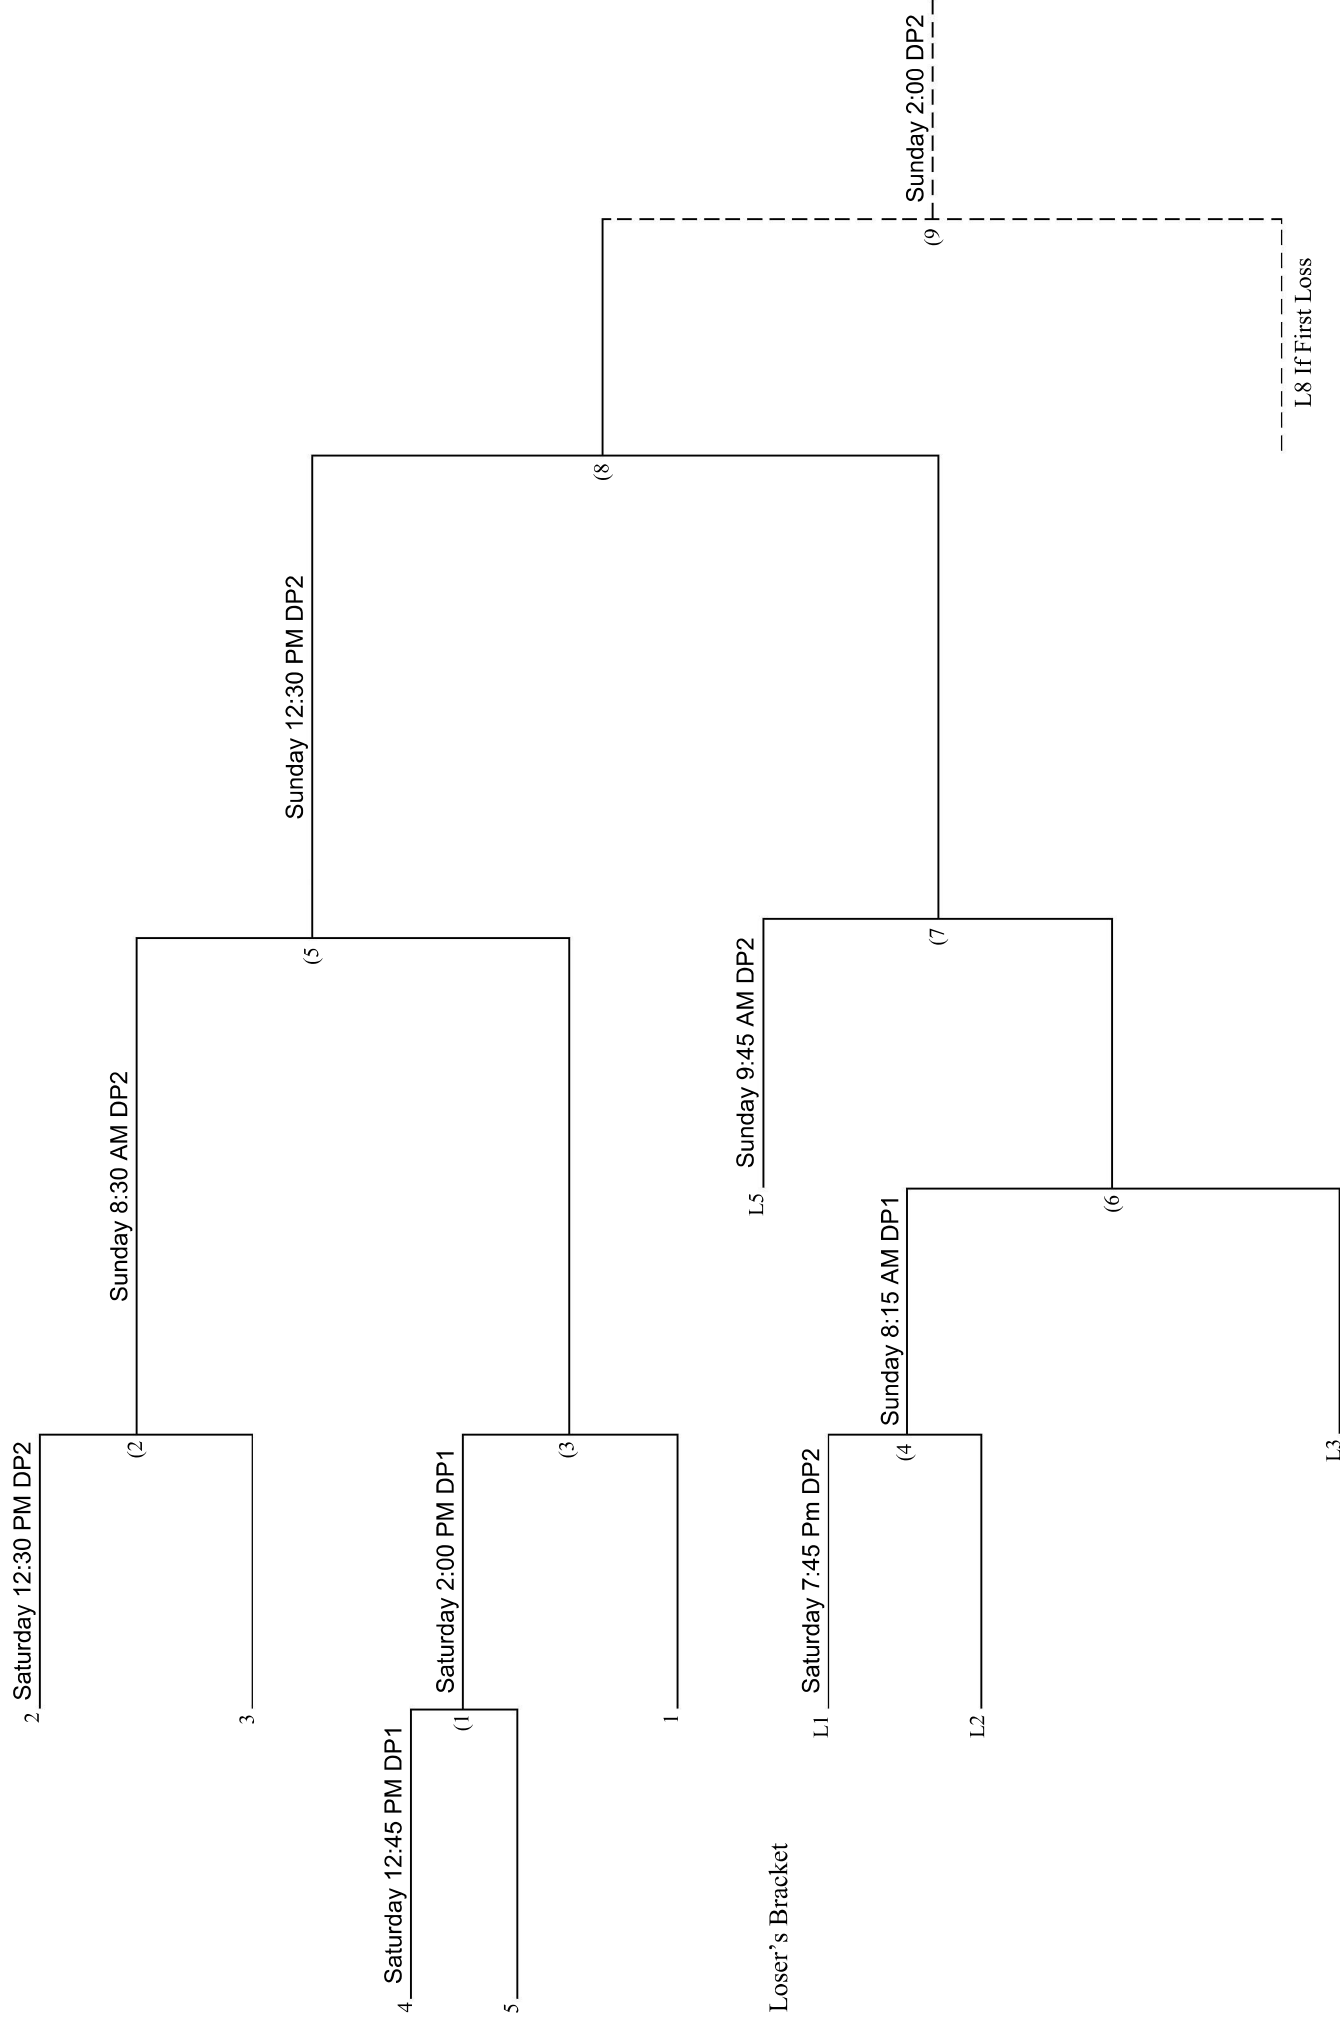 2
Saturday 12:30 PM DP2
(2
3
Sunday 8:30 AM DP2
(5
4
Saturday 12:45 PM DP1
(1
5
Saturday 2:00 PM DP1
(3
1
Sunday 12:30 PM DP2
(8
Sunday 2:00 DP2
(9
L8 If First Loss
Loser's Bracket
L5
Sunday 9:45 AM DP2
(7
L1
Saturday 7:45 Pm DP2
(4
L2
Sunday 8:15 AM DP1
(6
L3